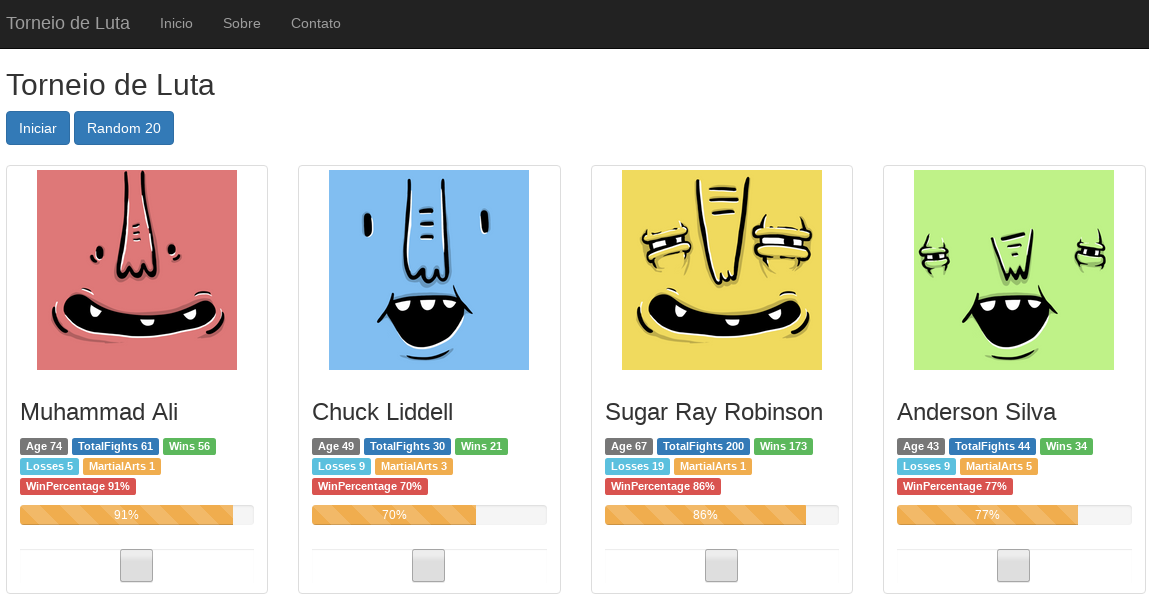 Torneio de Luta Inicio Sobre Contato
Torneio de Luta
Iniciar Random 20
Muhammad Ali
Age 74 TotalFights 61 Wins 56
Losses 5 MartialArts 1
WinPercentage 91%
91%
Chuck Liddell
Age 49 TotalFights 30 Wins 21
Losses 9 MartialArts 3
WinPercentage 70%
70%
Sugar Ray Robinson
Age 67 TotalFights 200 Wins 173
Losses 19 MartialArts 1
WinPercentage 86%
86%
Anderson Silva
Age 43 TotalFights 44 Wins 34
Losses 9 MartialArts 5
WinPercentage 77%
77%